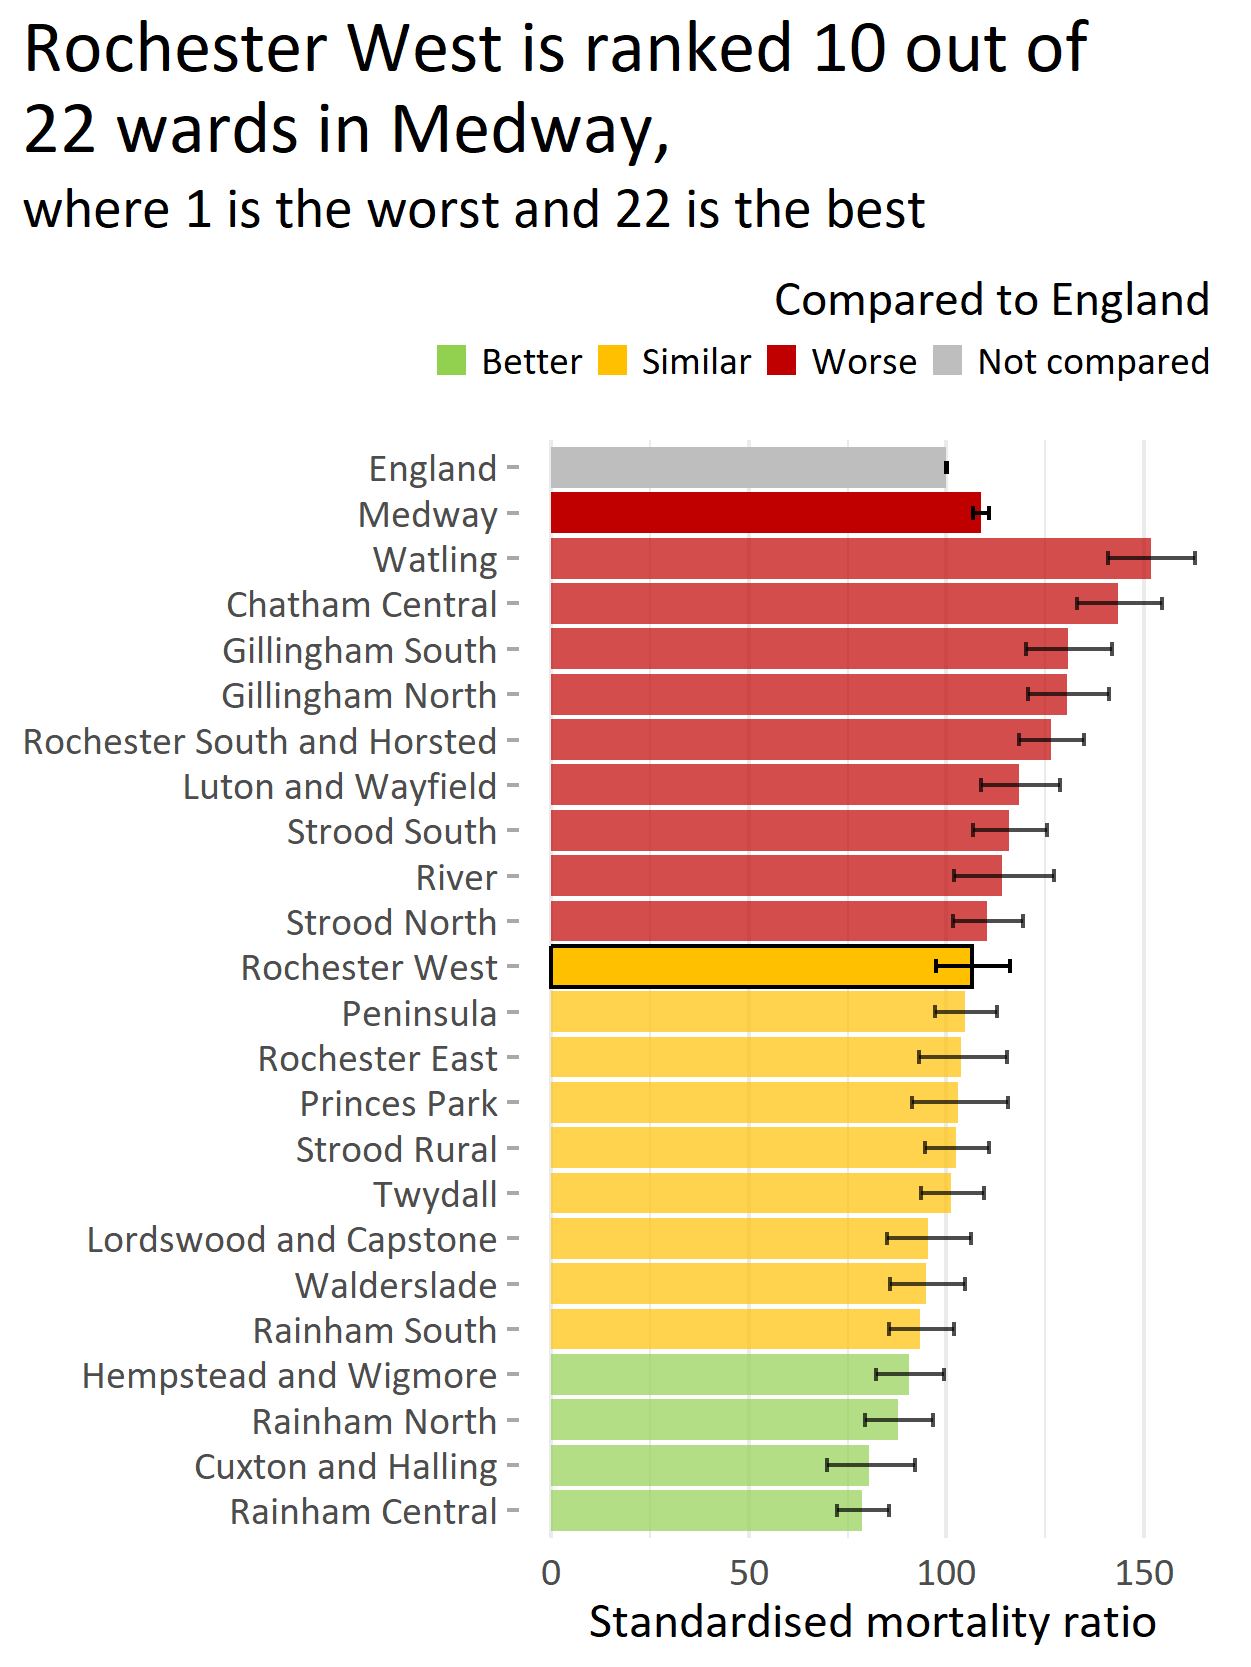 Rochester West is ranked 10 out of
22 wards in Medway,
where 1 is the worst and 22 is the best
Compared to England
Better Similar Worse Not compared
England
Medway
Watling
Chatham Central
Gillingham South
Gillingham North
Rochester South and Horsted
Luton and Wayfield
Strood South
River
Strood North
Rochester West
Peninsula
Rochester East
Princes Park
Strood Rural
Twydall
Lordswood and Capstone
Walderslade
Rainham South
Hempstead and Wigmore
Rainham North
Cuxton and Halling
Rainham Central
0 50 100 150
Standardised mortality ratio